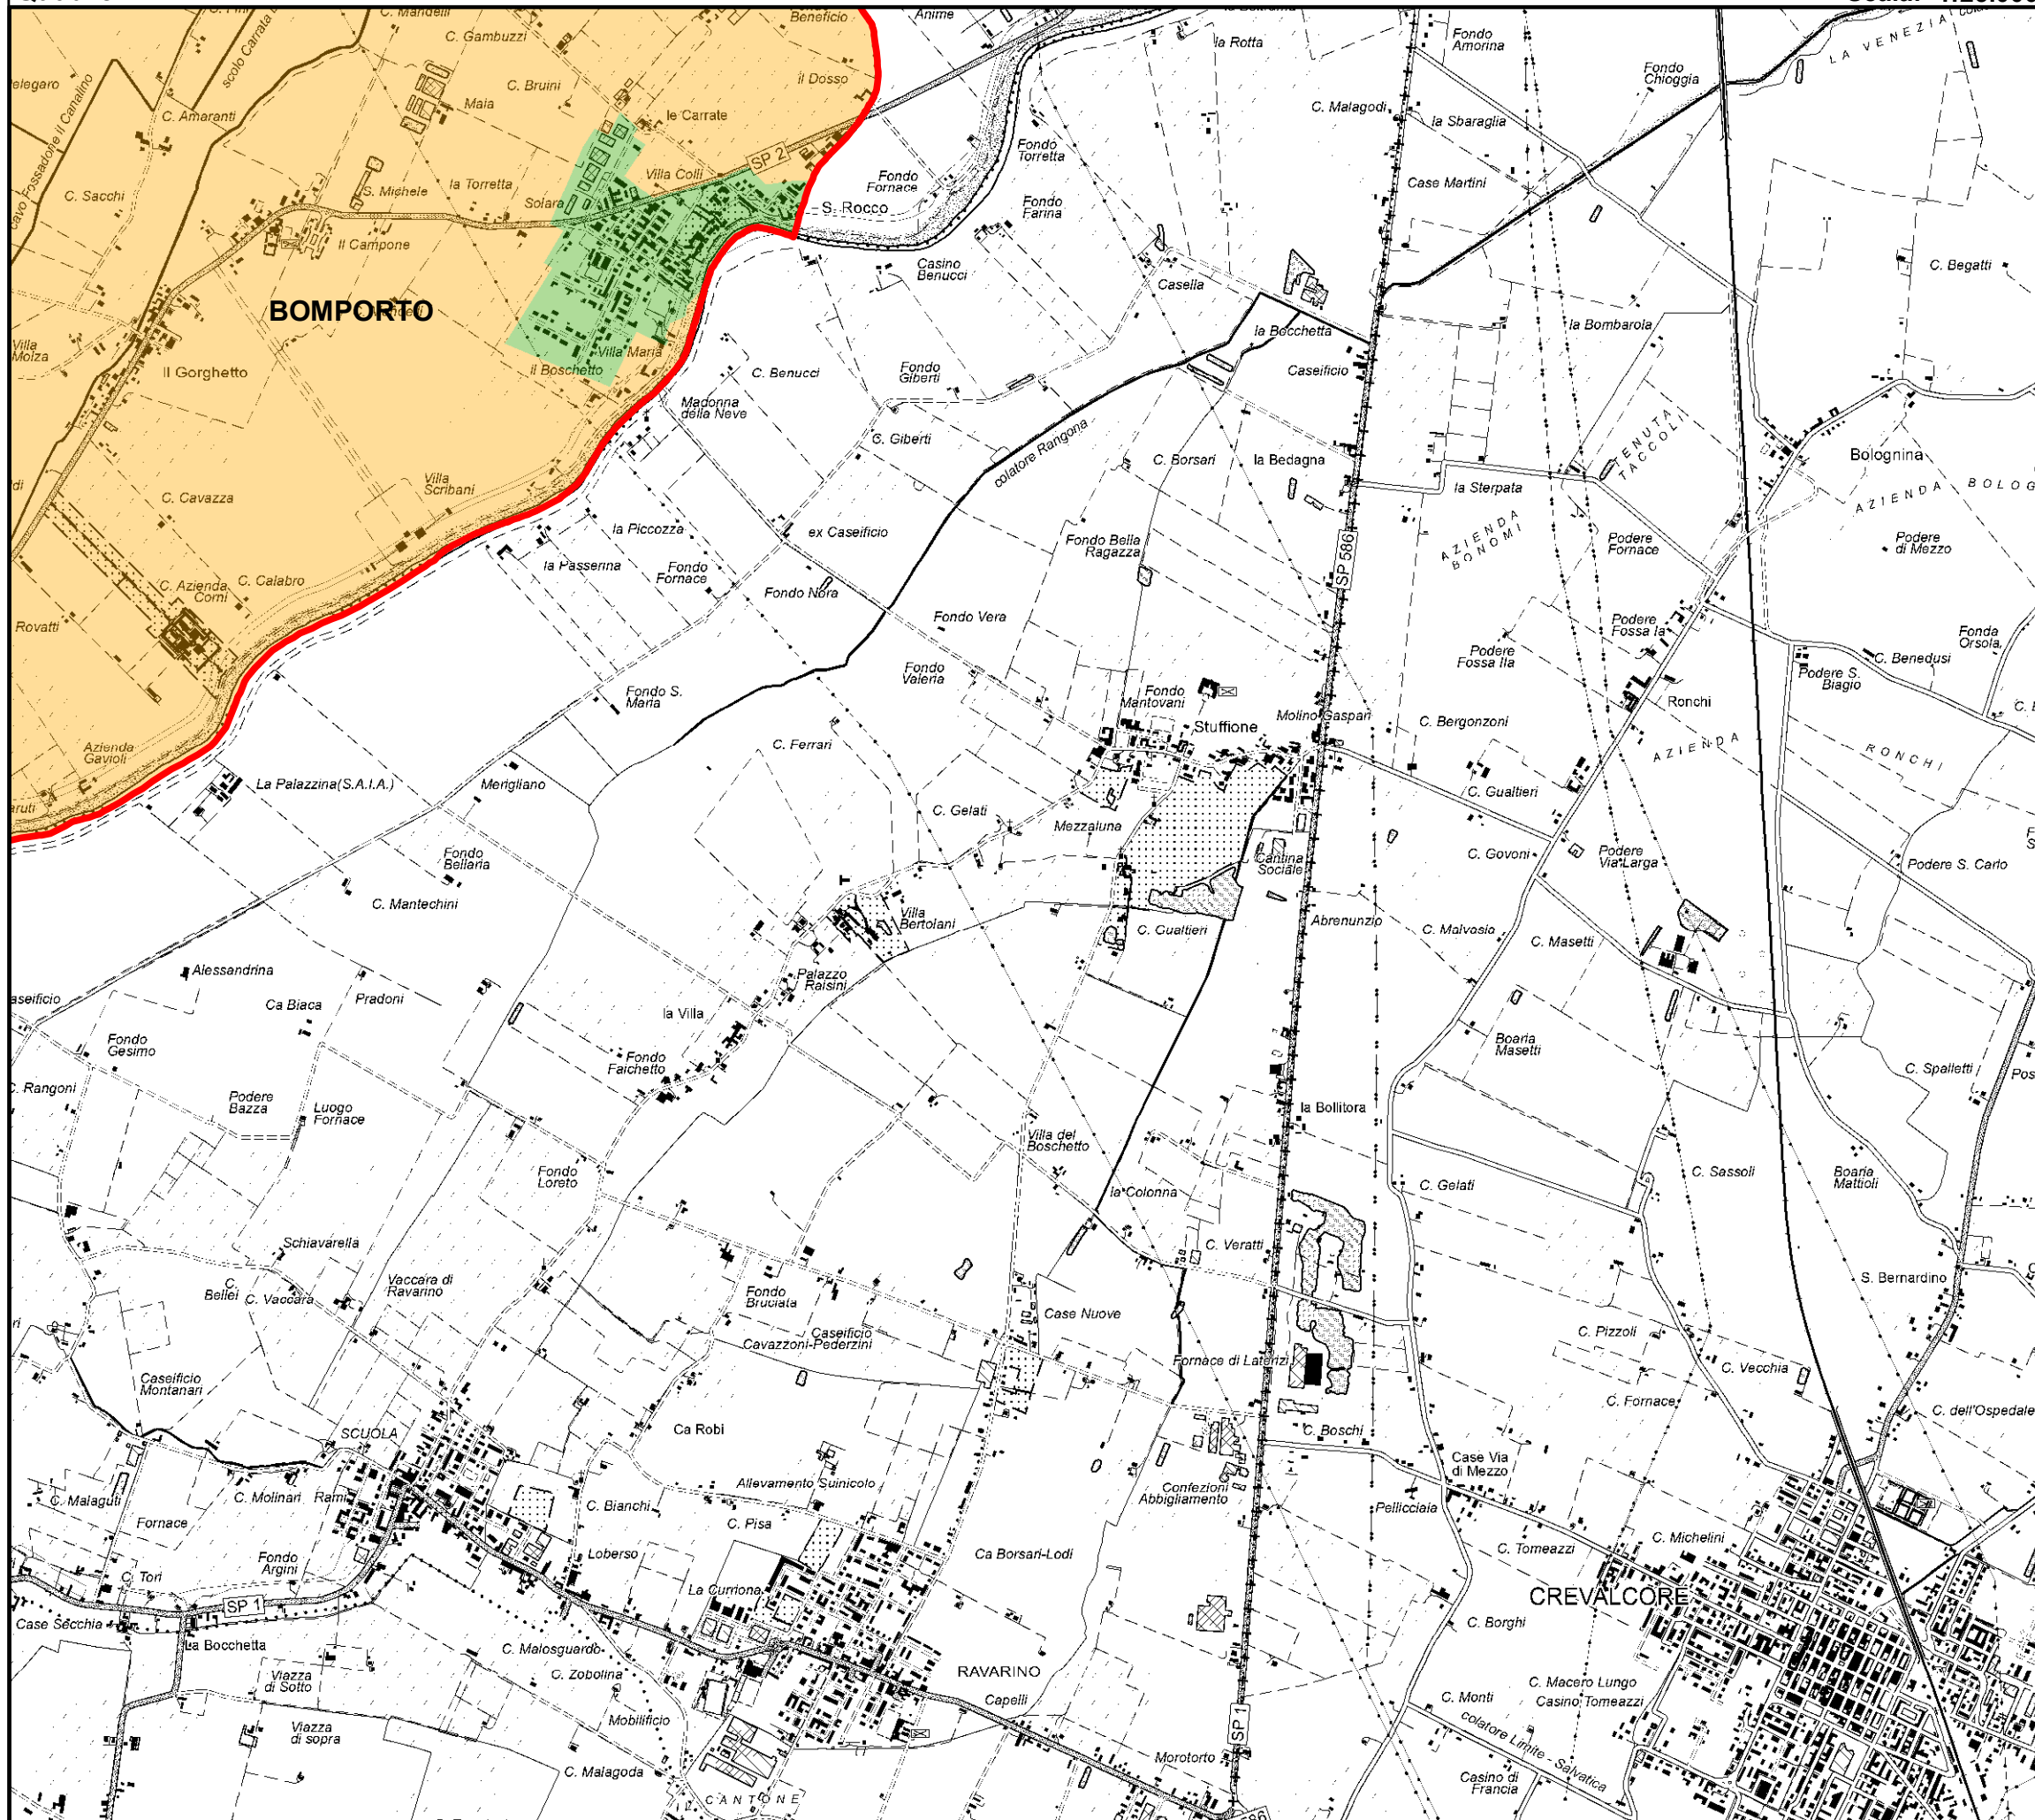 C. Mandelli
Beneficio
Anime
C. Gambuzzi
scolo Carrata
la Rotta
Fondo
Amorina
LA VENEZIA
Fondo
Chioggia
Il Dosso
C. Bruini
Maia
le Carrate
C. Amaranti
cavo Fossadone il Canalino
C. Malagodi
la Sbaraglia
Fondo
Torretta
SP 2
Villa Colli
C. Sacchi
S. Michele
la Torretta
Solara
Fondo
Fornace
S. Rocco
Fondo
Farina
Case Martini
Il Campone
Casino
Benucci
Casella
C. Begatti
BOMPORTO
la Bocchetta
la Bombarola
Villa
Molza
Il Gorghetto
Villa Maria
il Boschetto
C. Benucci
Fondo
Giberti
Caseificio
Madonna
della Neve
C. Giberti
colatore Rangona
C. Borsari
la Bedagna
TENUTA
TACCOLI
Bolognina
Villa
Scribani
C. Cavazza
la Sterpata
AZIENDA BOLOG
la Piccozza
ex Caseificio
Fondo Bella
Ragazza
SP 586
AZIENDA
BONOMI
Podere
Fornace
Podere
di Mezzo
la Passerina
Fondo
Fornace
Fondo Nora
C. Azienda
Corni
C. Calabro
Rovatti
Fondo Vera
Podere
Fossa Ia
Podere
Fossa IIa
Fonda
Orsola
C. Benedusi
Podere S.
Biagio
Fondo
Valeria
Fondo S.
Maria
Fondo
Mantovani
Stuffione
Molino Gaspari
C. Bergonzoni
Ronchi
AZIENDA
RONCHI
Azienda
Gavioli
C. Ferrari
La Palazzina(S.A.I.A.)
Merigliano
C. Gelati
Mezzaluna
C. Gualtieri
C. Govoni
Podere
Via Larga
Podere S. Carlo
Cantina
Sociale
Fondo
Bellaria
C. Mantechini
Villa
Bertolani
C. Gualtieri
Abrenunzio
C. Malvasia
C. Masetti
Alessandrina
Palazzo
Raisini
Ca Biaca
Pradoni
la Villa
Fondo
Gesimo
Fondo
Faichetto
Boaria
Masetti
C. Rangoni
C. Spalletti
Pos
Podere
Bazza
Luogo
Fornace
la Bollitora
Villa del
Boschetto
Fondo
Loreto
la Colonna
C. Gelati
C. Sassoli
Boaria
Mattioli
Schiavarella
C. Veratti
C.
Bellei
C. Vaccara
Vaccara di
Ravarino
S. Bernardino
Fondo
Bruciata
Case Nuove
Caseificio
Cavazzoni-Pederzini
C. Pizzoli
Fornace di Laterizi
C. Vecchia
Caseificio
Montanari
C. Fornace
C. dell'Ospedale
SCUOLA
Ca Robi
C. Boschi
Case Via
di Mezzo
C. Malaguti
C. Molinari
Rami
Allevamento Suinicolo
C. Bianchi
Confezioni
Abbigliamento
Pellicciaia
Fornace
C. Pisa
C. Michelini
Fondo
Argini
Loberso
Ca Borsari-Lodi
C. Tomeazzi
C. Tori
La Curriona
SP 1
CREVALCORE
Case Secchia
La Bocchetta
C. Malosguardo
C. Borghi
C. Zobolina
RAVARINO
Viazza
di Sotto
Capelli
C. Macero Lungo
Casino Tomeazzi
C. Monti
Mobilificio
colatore Limite - Salvatica
Viazza
di sopra
SP 1
Morotorto
C. Malagoda
Casino di
Francia
IL CANTONE